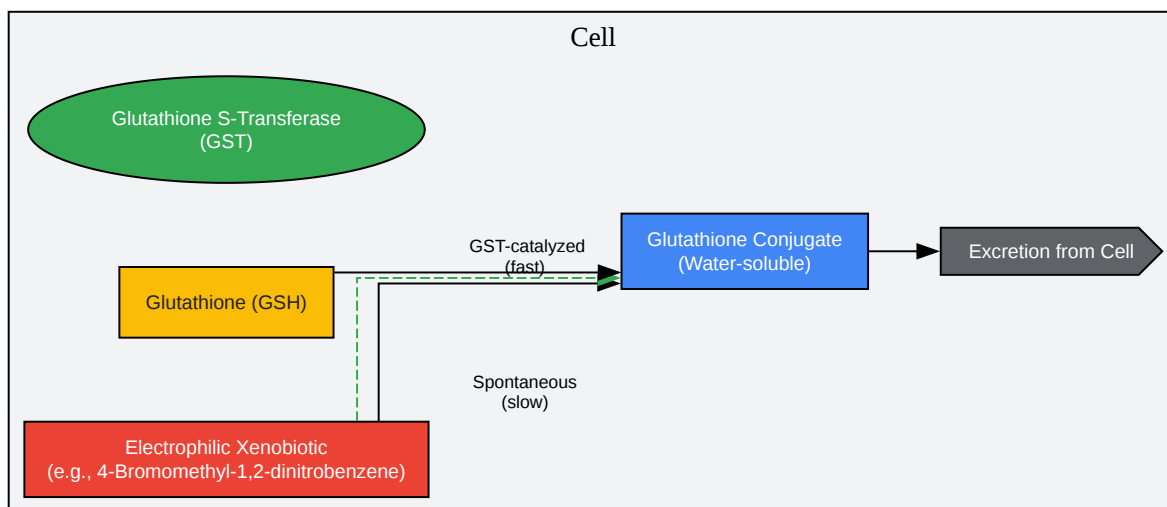 Cell
Glutathione S-Transferase
(GST)
GST-catalyzed
(fast)
Glutathione Conjugate
(Water-soluble)
Excretion from Cell
Glutathione (GSH)
Spontaneous
(slow)
Electrophilic Xenobiotic
(e.g., 4-Bromomethyl-1,2-dinitrobenzene)